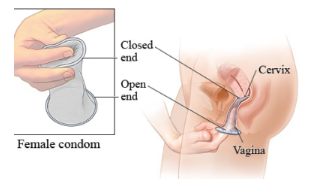 Closed
end
Cervix
Open
end
Female condom
Vagina